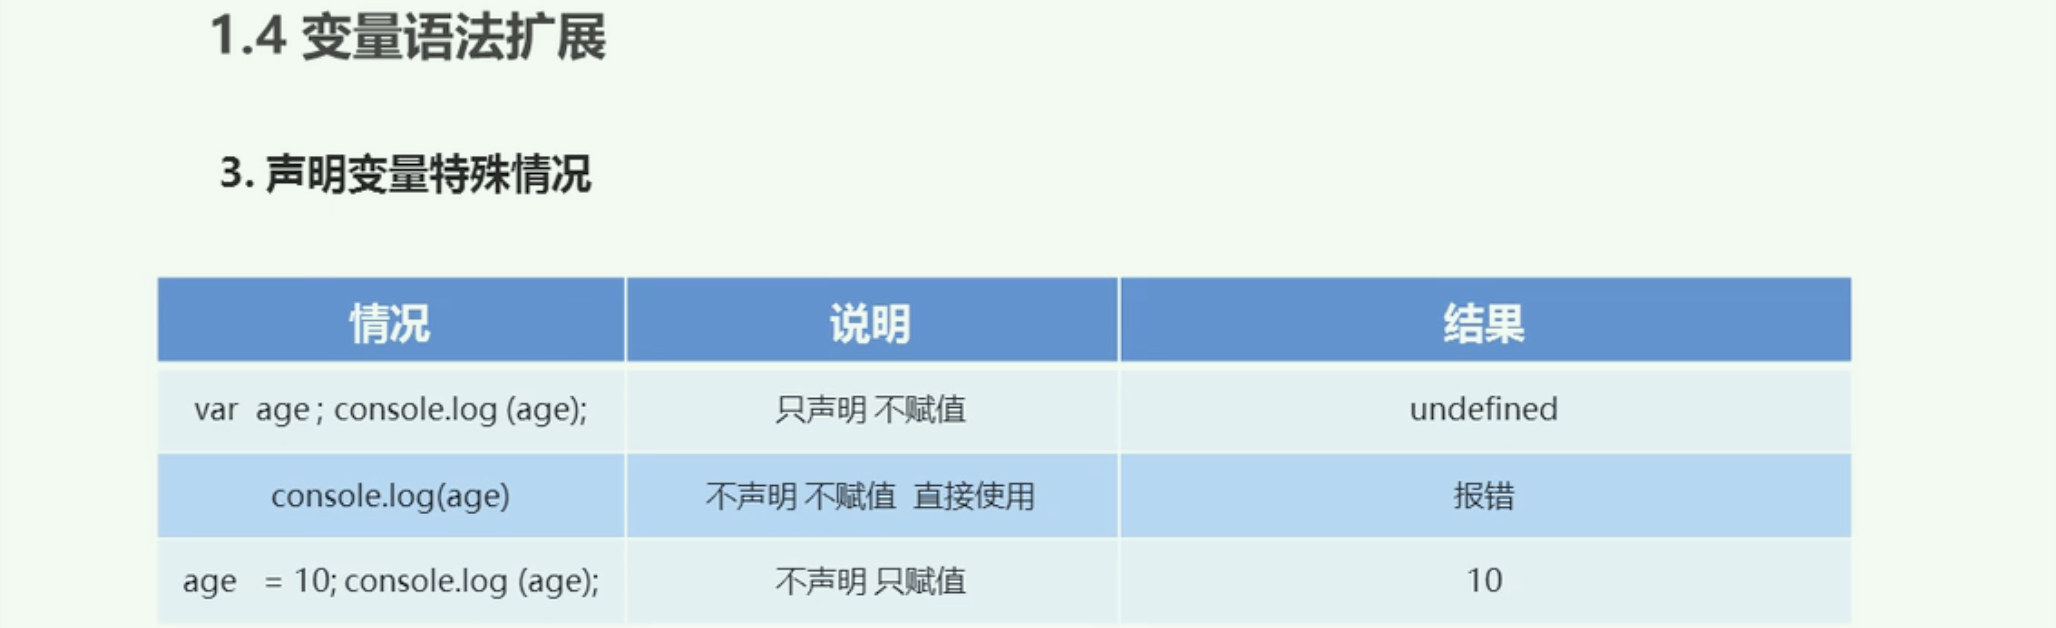 1.4 变量语法扩展
3. 声明变量特殊情况
情况 说明 结果
var age ; console.log (age); 只声明 不赋值 undefined
console.log(age) 不声明 不赋值 直接使用 报错
age = 10; console.log (age); 不声明 只赋值 10